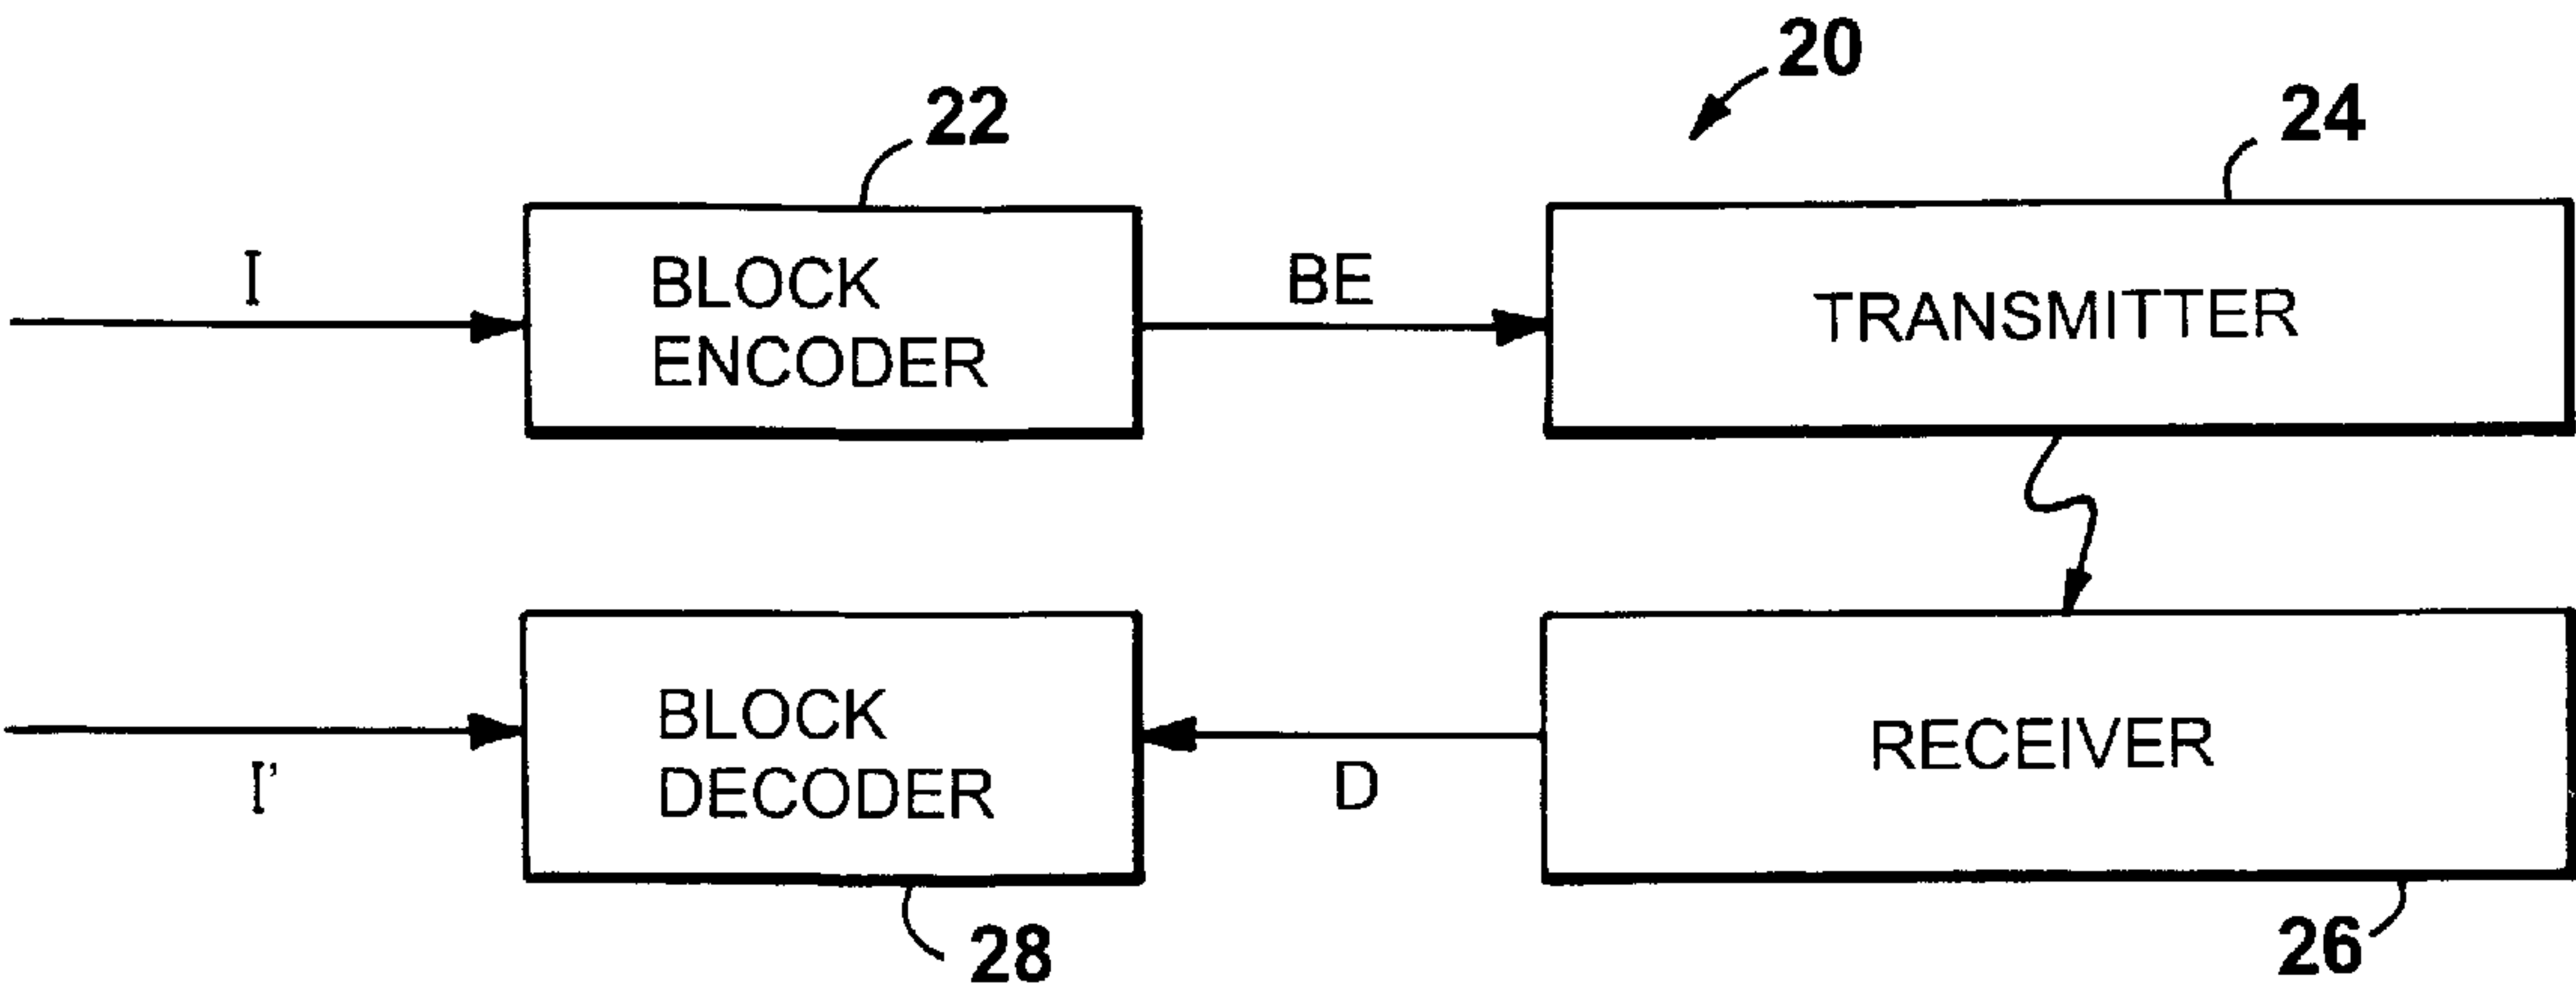 20
22
24
I
BLOCK
ENCODER
BE
TRANSMITTER
I'
BLOCK
DECODER
D
RECEIVER
28
26